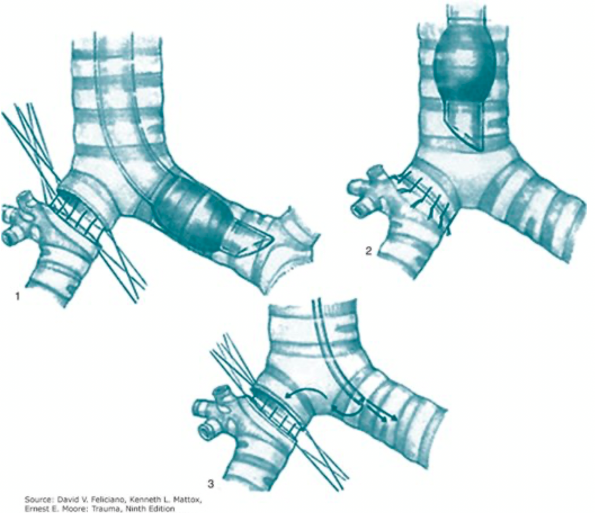 1
2
3
Source: David V. Feliciano, Kenneth L. Mattox,
Ernest E. Moore: Trauma, Ninth Edition